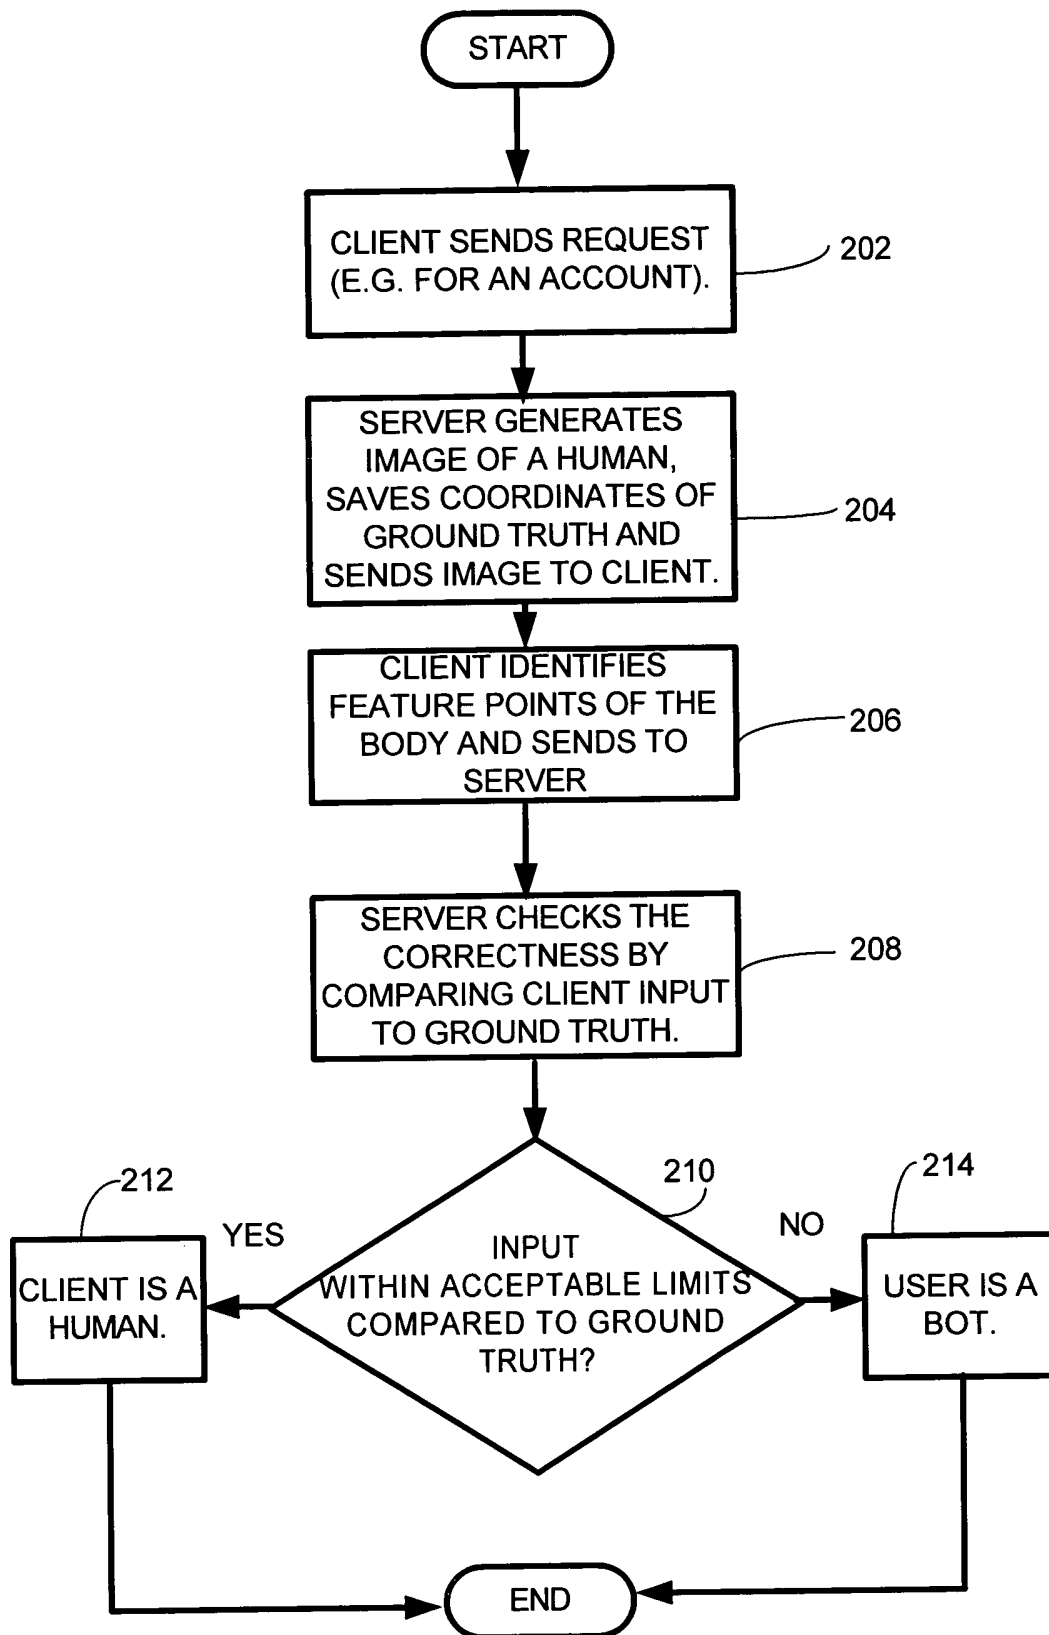 START
CLIENT SENDS REQUEST
(E.G. FOR AN ACCOUNT).
202
SERVER GENERATES
IMAGE OF A HUMAN,
SAVES COORDINATES OF
GROUND TRUTH AND
SENDS IMAGE TO CLIENT.
204
CLIENT IDENTIFIES
FEATURE POINTS OF THE
BODY AND SENDS TO
SERVER
206
SERVER CHECKS THE
CORRECTNESS BY
COMPARING CLIENT INPUT
TO GROUND TRUTH.
208
210
INPUT
WITHIN ACCEPTABLE LIMITS
COMPARED TO GROUND
TRUTH?
YES
212
CLIENT IS A
HUMAN.
NO
214
USER IS A
BOT.
END